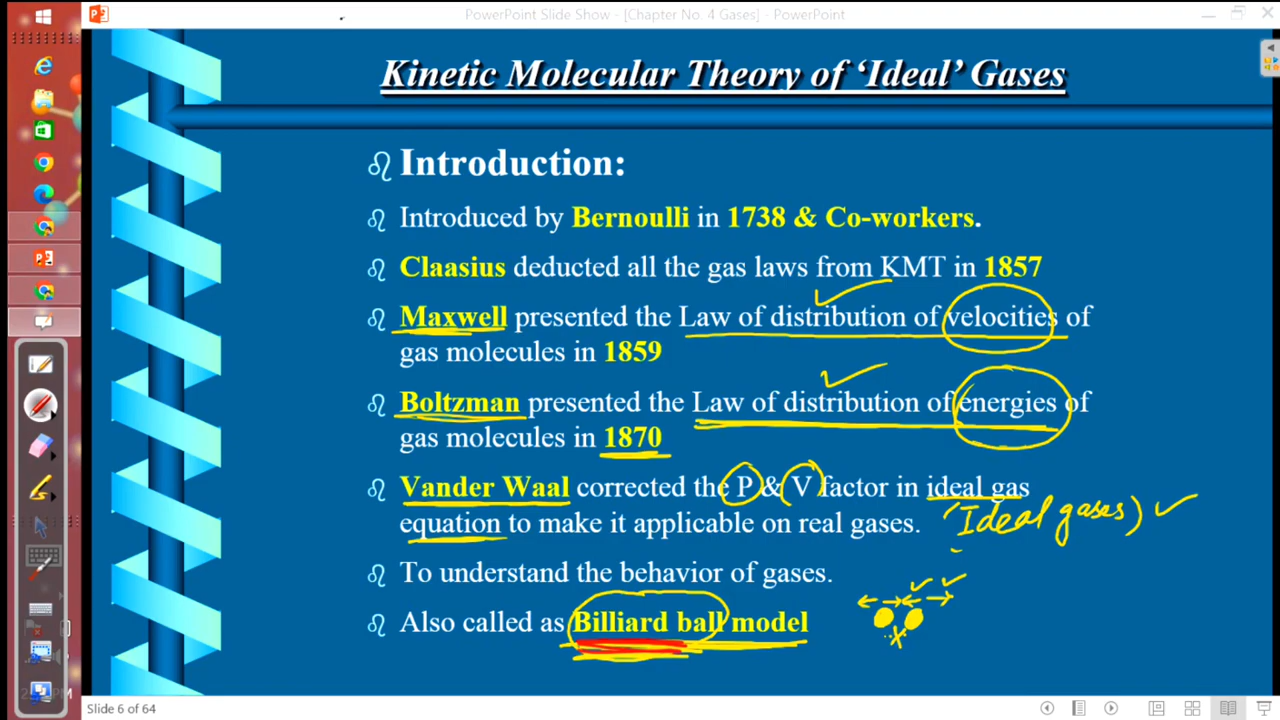 PowerPoint Slide Show - [Chapter No. 4 Gases] - PowerPoint
Kinetic Molecular Theory of 'Ideal' Gases
Introduction:
Introduced by Bernoulli in 1738 & Co-workers.
Claasius deducted all the gas laws from KMT in 1857
Maxwell presented the Law of distribution of velocities of
gas molecules in 1859
Boltzman presented the Law of distribution of energies of
gas molecules in 1870
Vander Waal corrected the P & V factor in ideal gas
equation to make it applicable on real gases.
(Ideal gases)
To understand the behavior of gases.
Also called as Billiard ball model
Slide 6 of 64